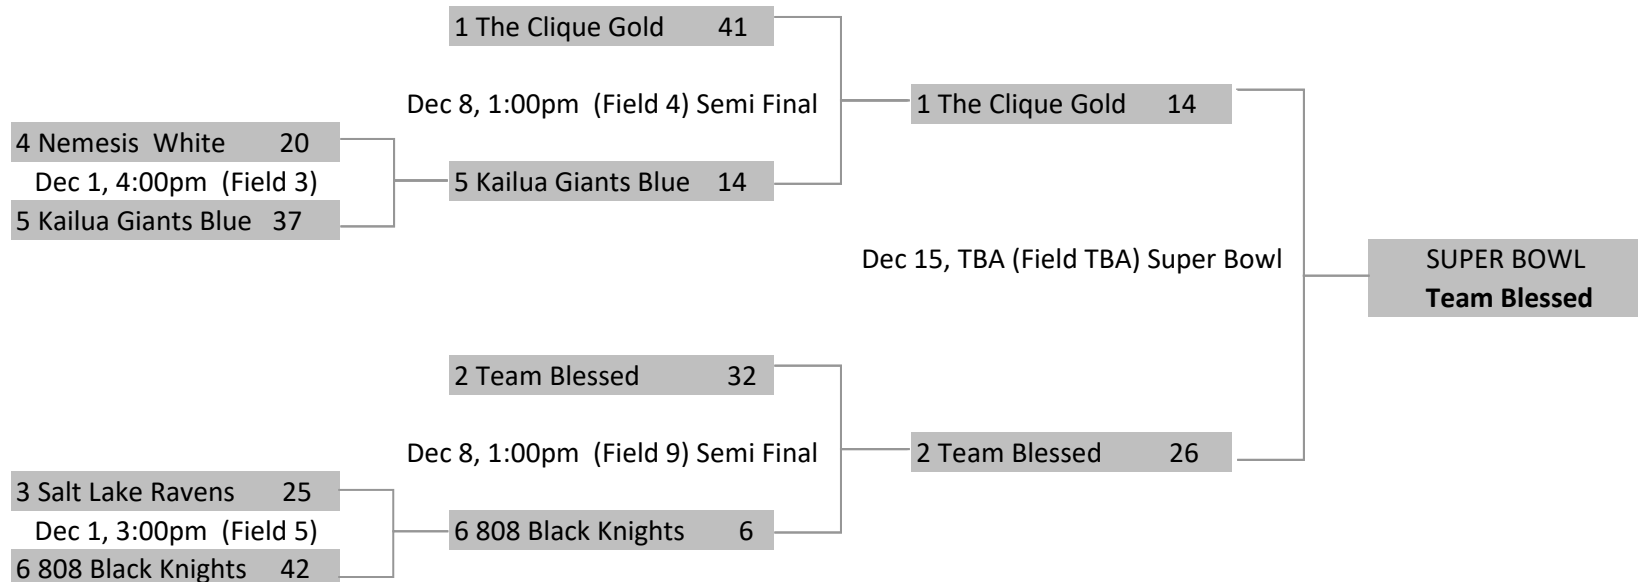 1 The Clique Gold 41
Dec 8, 1:00pm (Field 4) Semi Final
1 The Clique Gold 14
4 Nemesis White 20
Dec 1, 4:00pm (Field 3)
5 Kailua Giants Blue 14
5 Kailua Giants Blue 37
Dec 15, TBA (Field TBA) Super Bowl
SUPER BOWL
Team Blessed
2 Team Blessed 32
Dec 8, 1:00pm (Field 9) Semi Final
2 Team Blessed 26
3 Salt Lake Ravens 25
Dec 1, 3:00pm (Field 5)
6 808 Black Knights 6
6 808 Black Knights 42